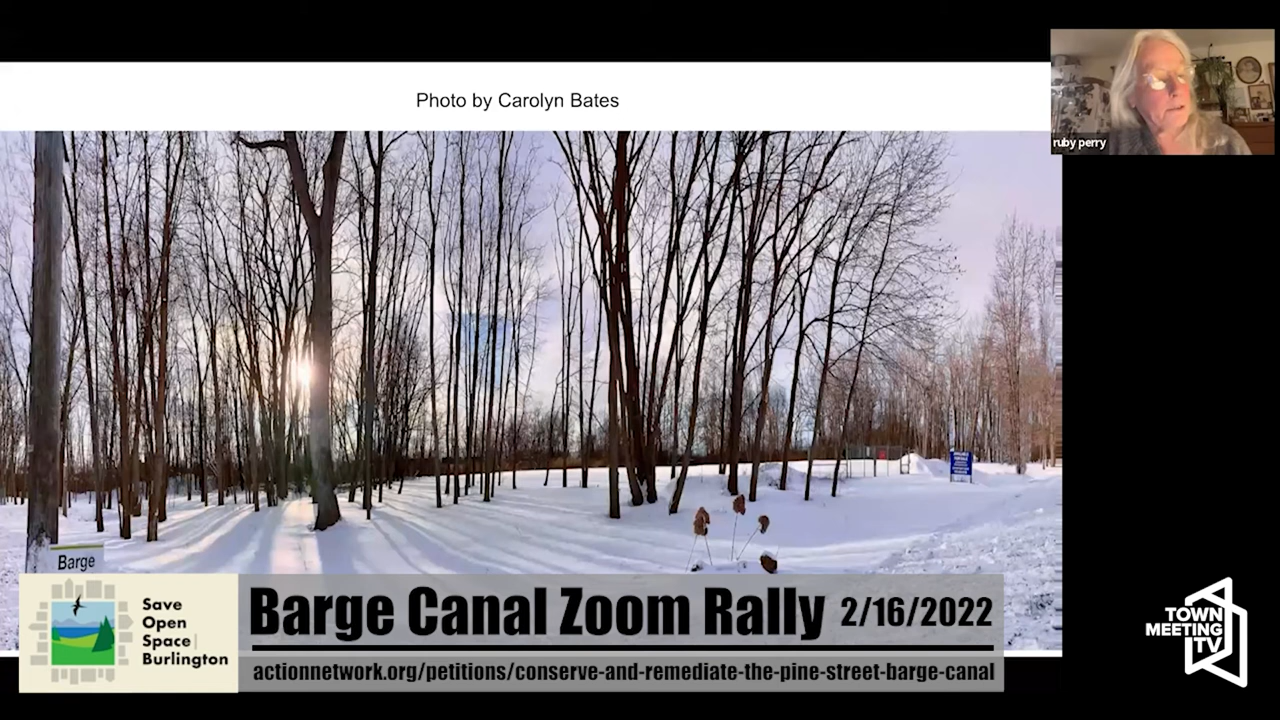 Photo by Carolyn Bates
ruby perry
Barge
Save
Open
Space
Burlington
Barge Canal Zoom Rally 2/16/2022
actionnetwork.org/petitions/conserve-and-remediate-the-pine-street-barge-canal
TOWN
MEETING
TV